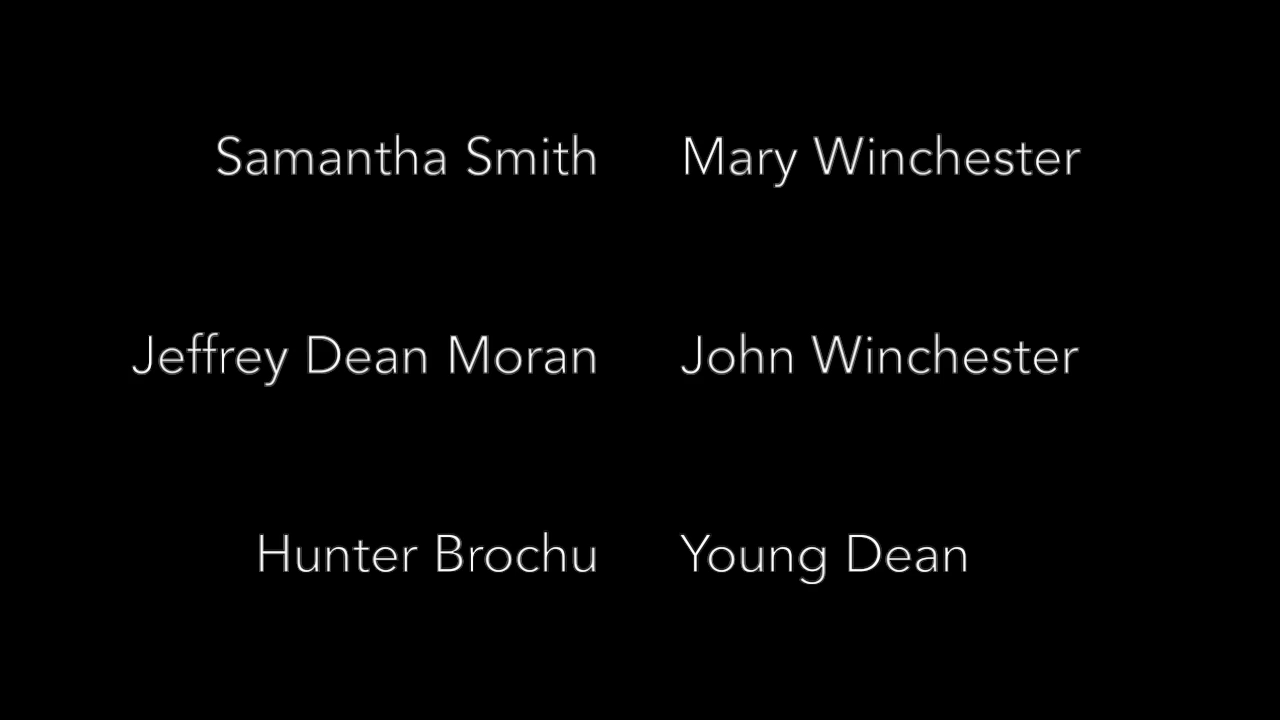 Samantha Smith Mary Winchester
Jeffrey Dean Moran John Winchester
Hunter Brochu Young Dean